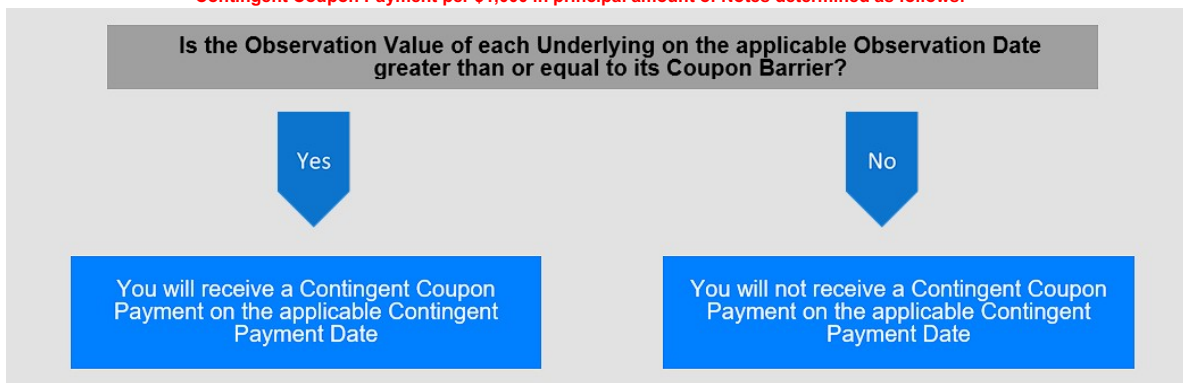 Contingent Coupon Payment per $1,000 in principal amount of Notes determined as follows:
Is the Observation Value of each Underlying on the applicable Observation Date
greater than or equal to its Coupon Barrier?
Yes
No
You will receive a Contingent Coupon
Payment on the applicable Contingent
Payment Date
You will not receive a Contingent Coupon
Payment on the applicable Contingent
Payment Date